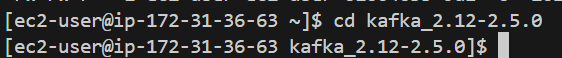 [ec2-user@ip-172-31-36-63 ~]$ cd kafka_2.12-2.5.0
[ec2-user@ip-172-31-36-63 kafka_2.12-2.5.0]$